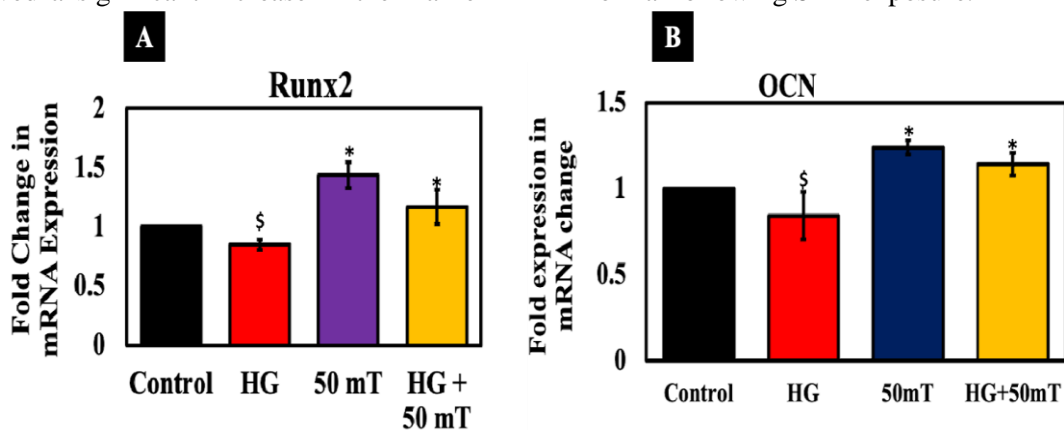 A
Runx2
Fold Change in
mRNA Expression
2
1.5
1
0.5
0
$
*
*
Control
HG
50 mT
HG +
50 mT
B
OCN
Fold expression in
mRNA change
1.5
1
0.5
0
$
*
*
Control
HG
50mT
HG+50mT